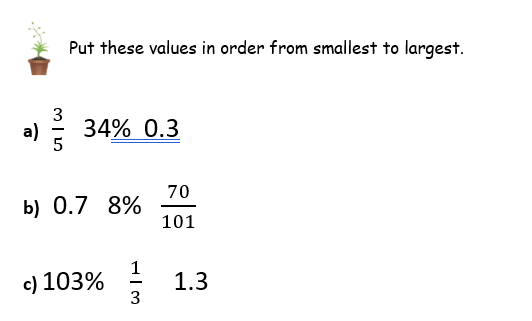 Put these values in order from smallest to largest.
a) 3/5 34% 0.3
b) 0.7 8% 70/101
c) 103% 1/3 1.3